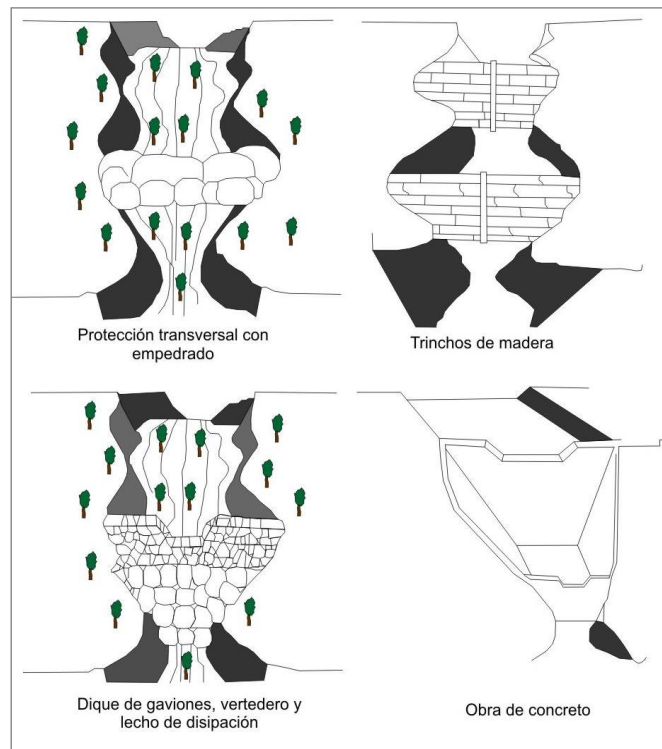 Protección transversal con
empedrado
Trinchos de madera
Dique de gaviones, vertedero y
lecho de disipación
Obra de concreto